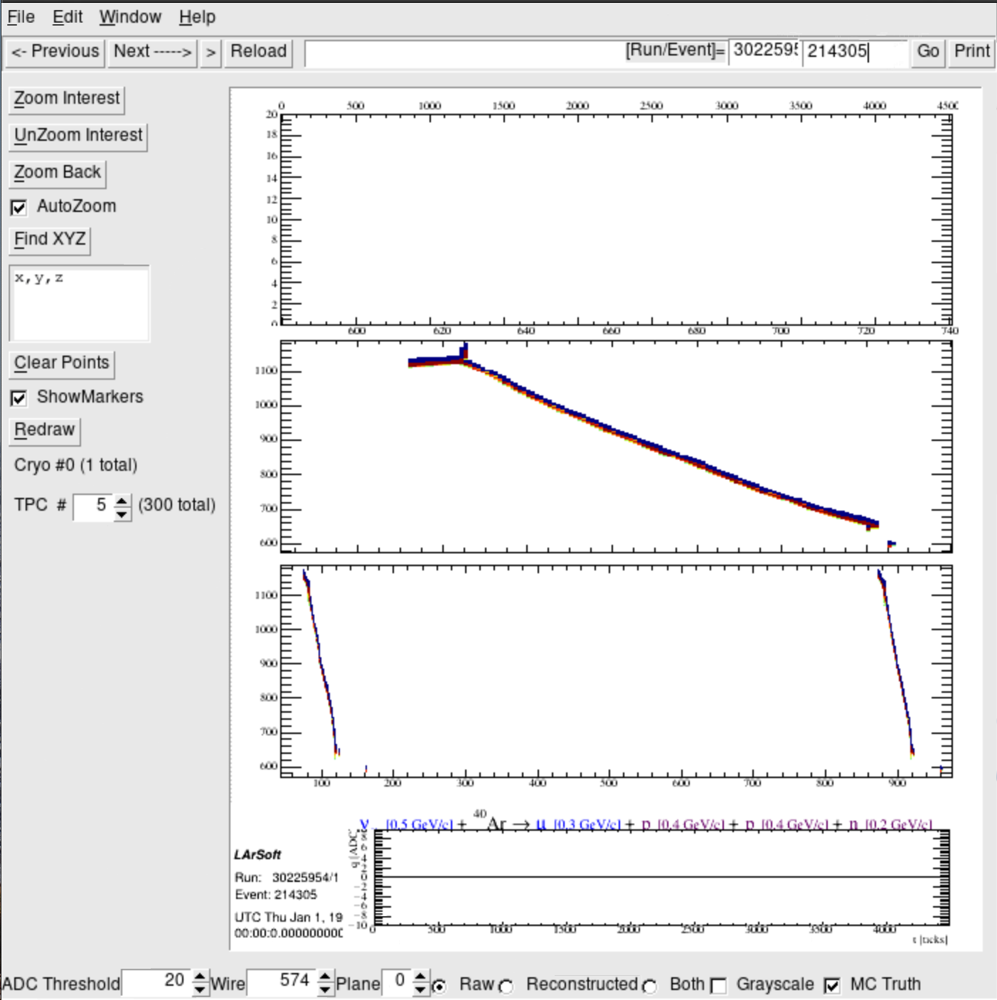 File Edit Window Help
<- Previous Next -----> > Reload [Run/Event]= 3022595 214305 Go Print
Zoom Interest
UnZoom Interest
Zoom Back
AutoZoom
Find XYZ
x,y,z
Clear Points
ShowMarkers
Redraw
Cryo #0 (1 total)
TPC # 5 (300 total)
0 500 1000 1500 2000 2500 3000 3500 4000 450
20
18
16
14
12
10
8
6
4
2
0
600 620 640 660 680 700 720 740
1100
1000
900
800
700
600
1100
1000
900
800
700
600
100 200 300 400 500 600 700 800 900
ν [0.5 GeV/c] + ⁴⁰Ar → μ [0.3 GeV/c] + p [0.4 GeV/c] + p [0.4 GeV/c] + n [0.2 GeV/c]
q [ADC]
8
6
4
2
0
−2
−4
−6
−8
−10
0 500 1000 1500 2000 2500 3000 3500 4000
t [ticks]
LArSoft
Run: 30225954/1
Event: 214305
UTC Thu Jan 1, 19
00:00:0.000000000
ADC Threshold 20 Wire 574 Plane 0 Raw Reconstructed Both Grayscale MC Truth